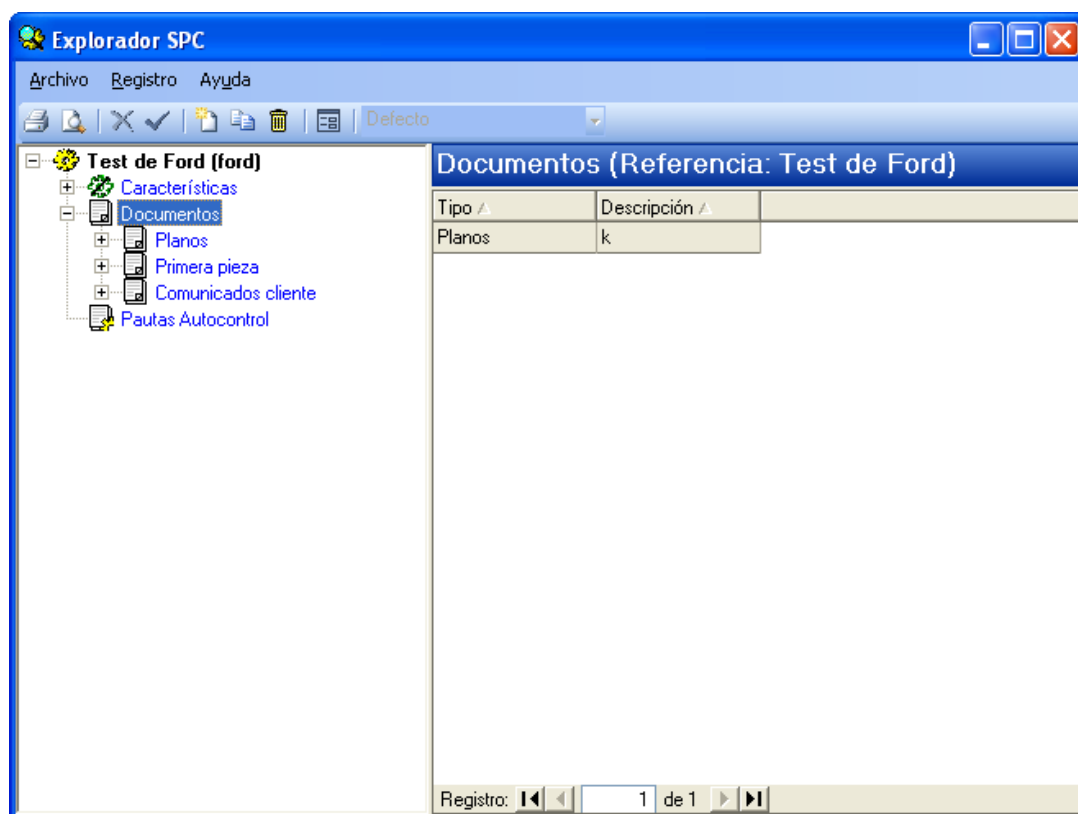 Explorador SPC
Archivo Registro Ayuda
Defecto
Test de Ford (ford)
Características
Documentos
Planos
Primera pieza
Comunicados cliente
Pautas Autocontrol
Documentos (Referencia: Test de Ford)
Tipo Descripción
Planos k
Registro: 1 de 1